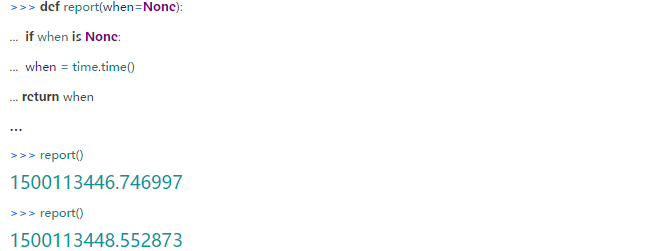 >>> def report(when=None):
... if when is None:
... when = time.time()
... return when
...
>>> report()
1500113446.746997
>>> report()
1500113448.552873